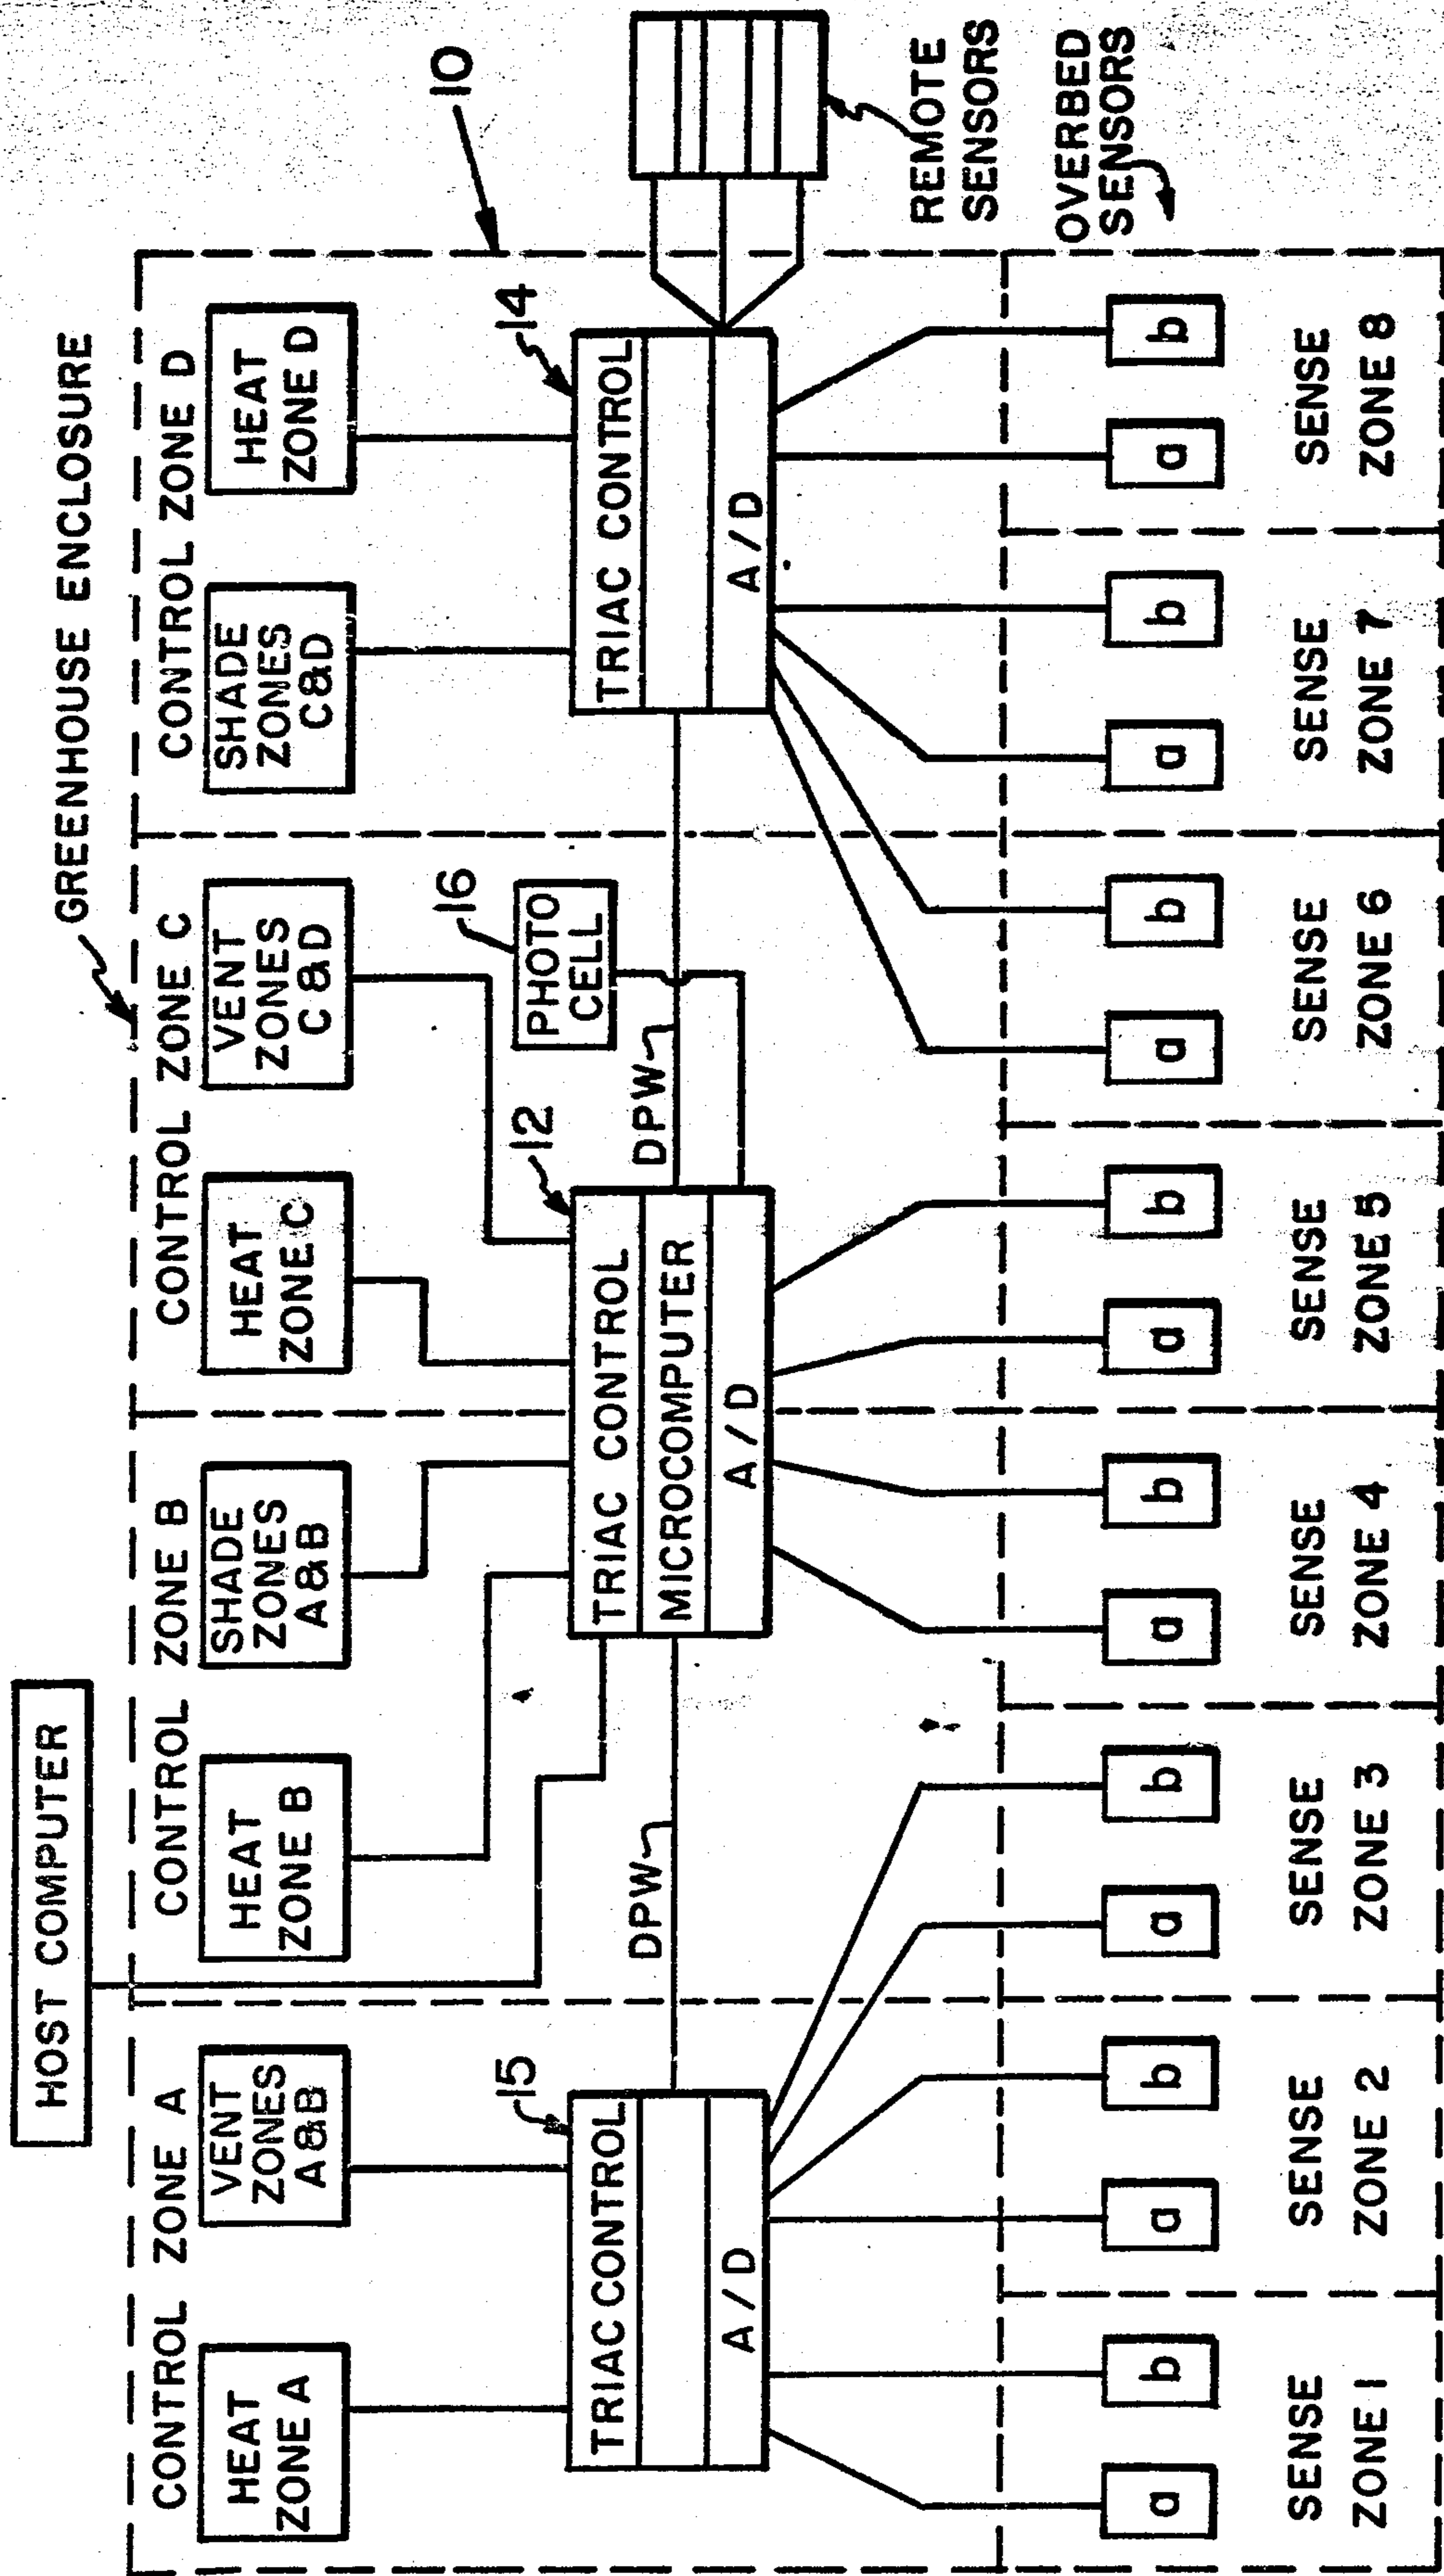 HOST COMPUTER
GREENHOUSE ENCLOSURE
CONTROL ZONE A
CONTROL ZONE B
CONTROL ZONE C
CONTROL ZONE D
HEAT
ZONE A
VENT
ZONES
A&B
HEAT
ZONE B
SHADE
ZONES
A&B
HEAT
ZONE C
VENT
ZONES
C&D
SHADE
ZOMES
C&D
HEAT
ZONE D
10
15
12
16
14
PHOTO
CELL
TRIAC CONTROL
A/D
DPW
TRIAC CONTROL
MICROCOMPUTER
A/D
DPW
TRIAC CONTROL
A/D
REMOTE
SENSORS
OVERBED
SENSORS
a
b
a
b
a
b
a
b
a
b
a
b
a
b
a
b
SENSE
ZONE 1
SENSE
ZONE 2
SENSE
ZONE 3
SENSE
ZONE 4
SENSE
ZONE 5
SENSE
ZONE 6
SENSE
ZONE 7
SENSE
ZONE 8